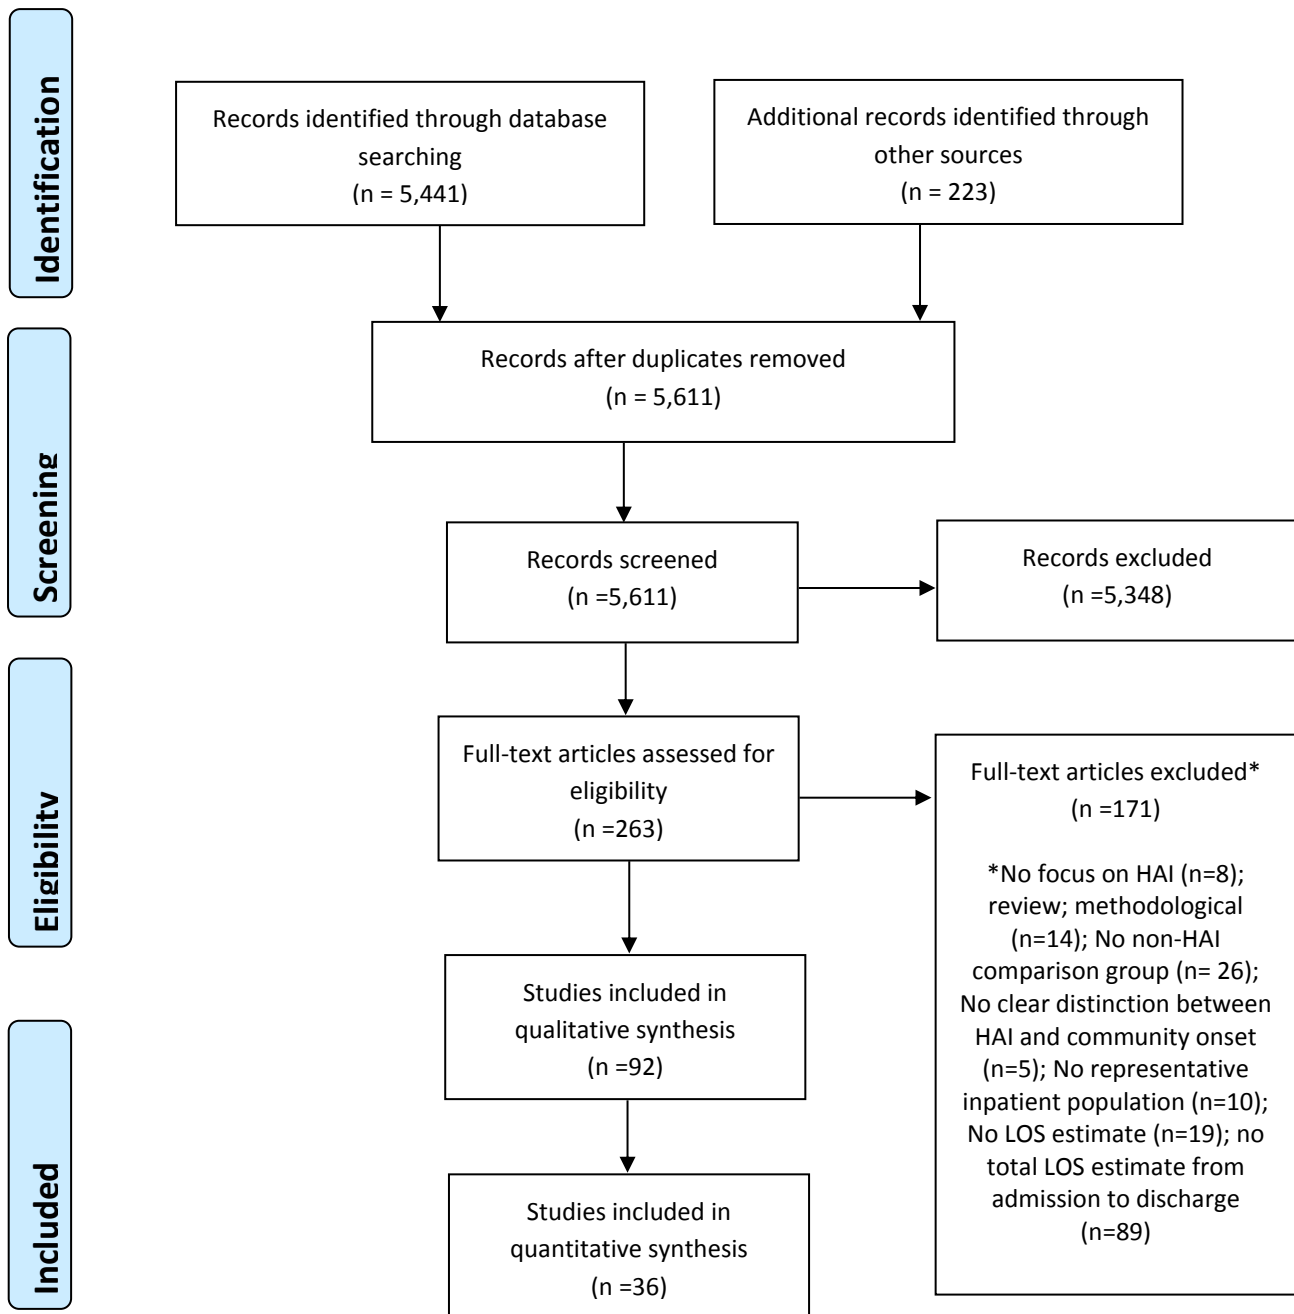 Identification
Records identified through database
searching
(n = 5,441)
Additional records identified through
other sources
(n = 223)
Records after duplicates removed
(n = 5,611)
Screening
Records screened
(n =5,611)
Records excluded
(n =5,348)
Eligibility
Full-text articles assessed for
eligibility
(n =263)
Full-text articles excluded*
(n =171)
*No focus on HAI (n=8);
review; methodological
(n=14); No non-HAI
comparison group (n= 26);
No clear distinction between
HAI and community onset
(n=5); No representative
inpatient population (n=10);
No LOS estimate (n=19); no
total LOS estimate from
admission to discharge
(n=89)
Studies included in
qualitative synthesis
(n =92)
Included
Studies included in
quantitative synthesis
(n =36)